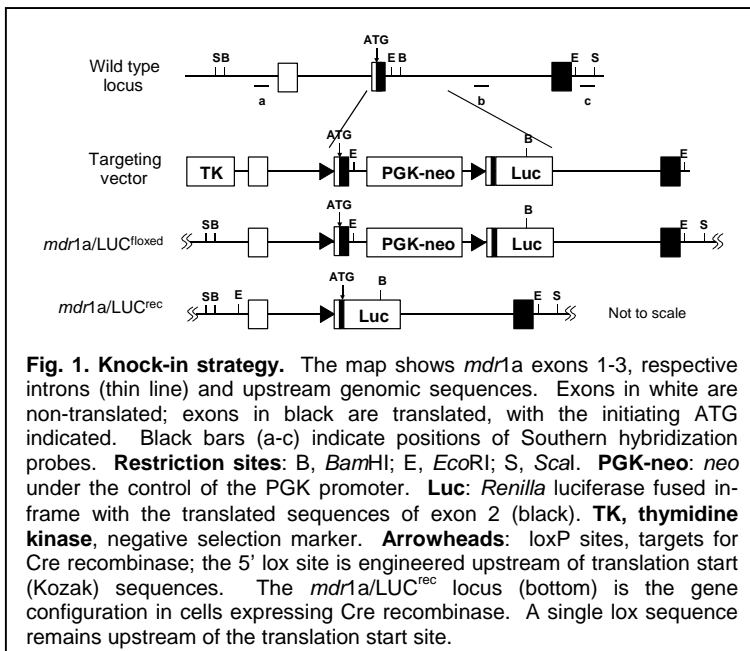 ATG
SB
EB
E S
Wild type locus
a
b
c
ATG
E
B
E
Targeting vector
TK
PGK-neo
Luc
ATG
SB
E
B
E S
mdr1a/LUC^floxed
PGK-neo
Luc
ATG
SB E
B
E S
mdr1a/LUC^rec
Luc
Not to scale
Fig. 1. Knock-in strategy. The map shows mdr1a exons 1-3, respective
introns (thin line) and upstream genomic sequences. Exons in white are
non-translated; exons in black are translated, with the initiating ATG
indicated. Black bars (a-c) indicate positions of Southern hybridization
probes. Restriction sites: B, BamHI; E, EcoRI; S, ScaI. PGK-neo: neo
under the control of the PGK promoter. Luc: Renilla luciferase fused in-
frame with the translated sequences of exon 2 (black). TK, thymidine
kinase, negative selection marker. Arrowheads: loxP sites, targets for
Cre recombinase; the 5' lox site is engineered upstream of translation start
(Kozak) sequences. The mdr1a/LUC^rec locus (bottom) is the gene
configuration in cells expressing Cre recombinase. A single lox sequence
remains upstream of the translation start site.